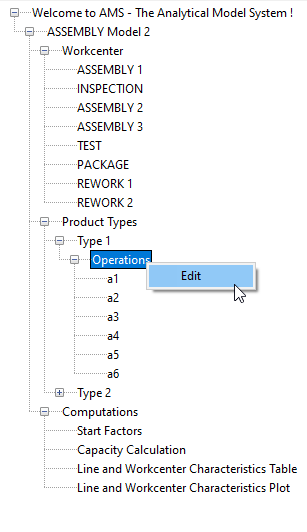 Welcome to AMS - The Analytical Model System !
ASSEMBLY Model 2
Workcenter
ASSEMBLY 1
INSPECTION
ASSEMBLY 2
ASSEMBLY 3
TEST
PACKAGE
REWORK 1
REWORK 2
Product Types
Type 1
Operations
Edit
a1
a2
a3
a4
a5
a6
Type 2
Computations
Start Factors
Capacity Calculation
Line and Workcenter Characteristics Table
Line and Workcenter Characteristics Plot